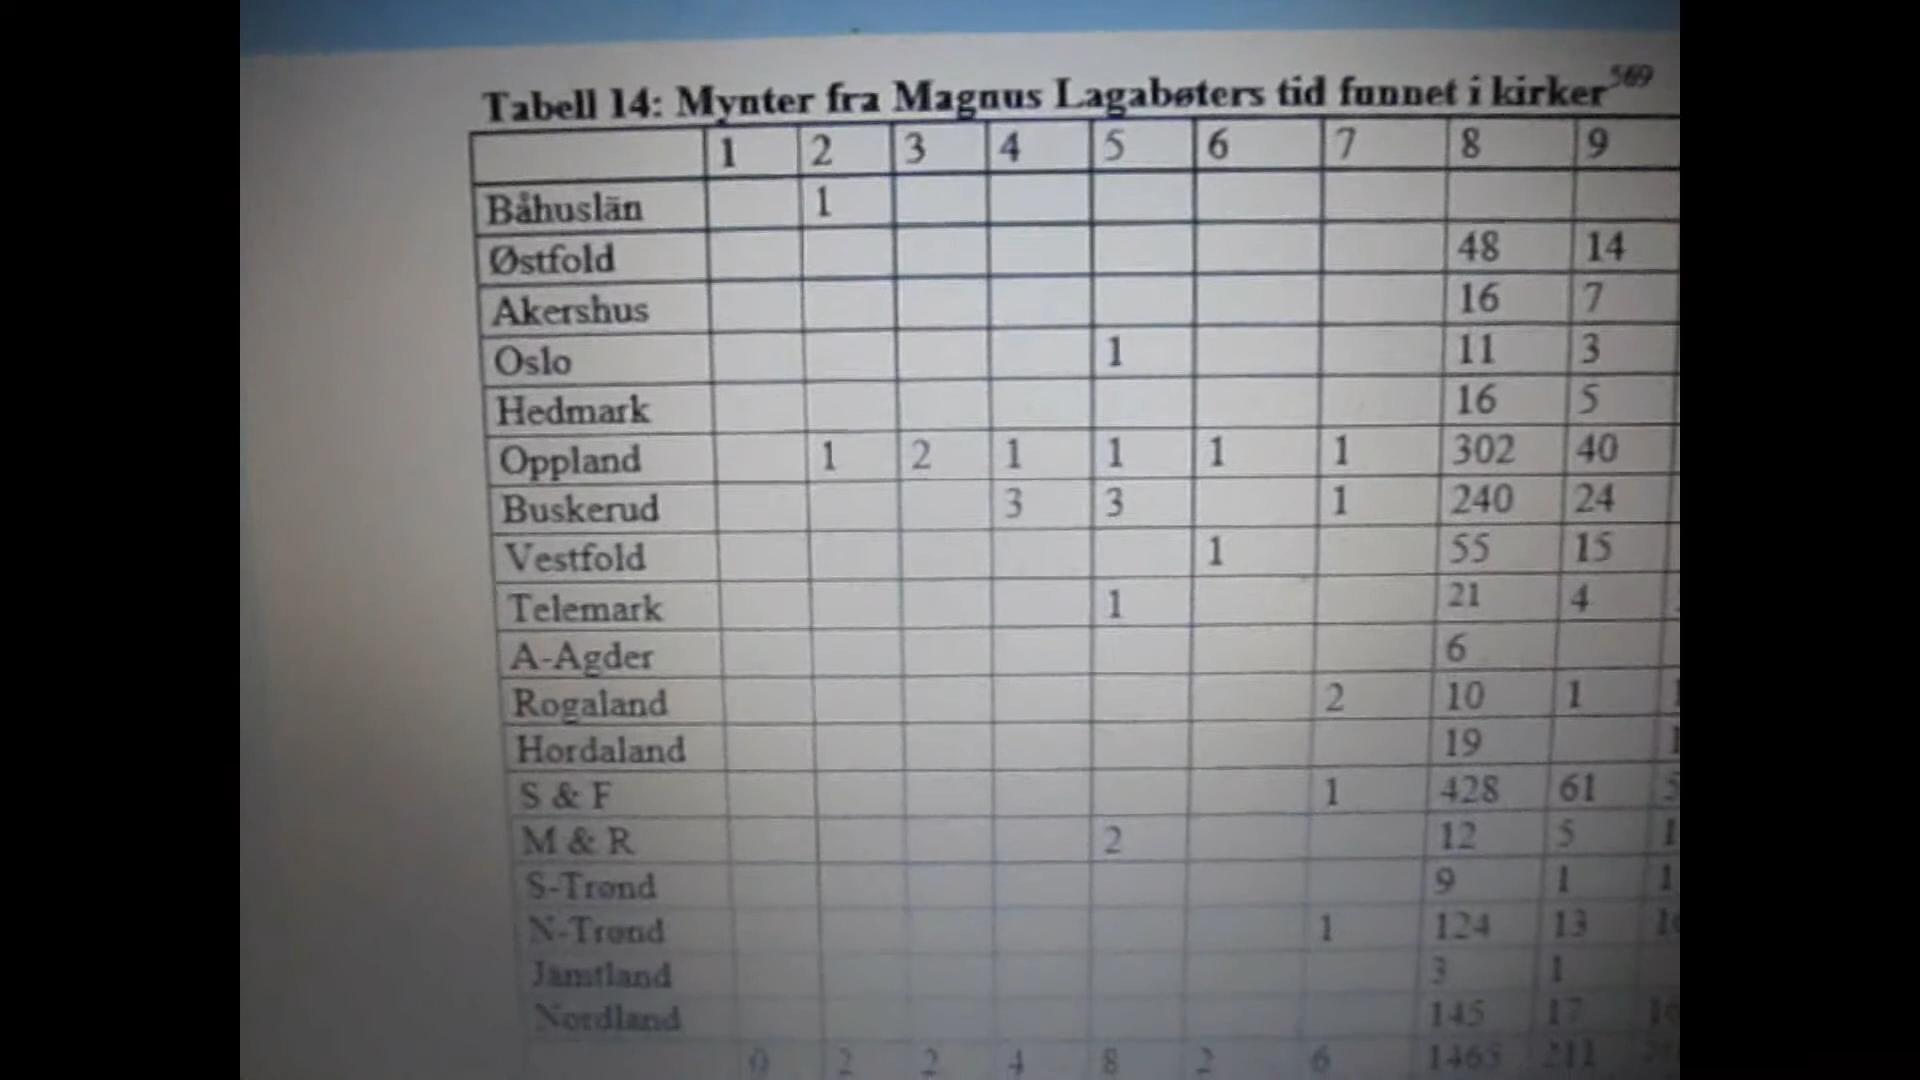 Tabell 14: Mynter fra Magnus Lagabøters tid funnet i kirker 569
1 2 3 4 5 6 7 8 9
Båhuslän 1
Østfold 48 14
Akershus 16 7
Oslo 1 11 3
Hedmark 16 5
Oppland 1 2 1 1 1 1 302 40
Buskerud 3 3 1 240 24
Vestfold 1 55 15
Telemark 1 21 4
A-Agder 6
Rogaland 2 10 1
Hordaland 19
S & F 1 428 61
M & R 2 12 5
S-Trønd 9 1
N-Trønd 1 124 13
Jämtland 3 1
Nordland 145 17
0 2 2 4 8 2 6 1465 211